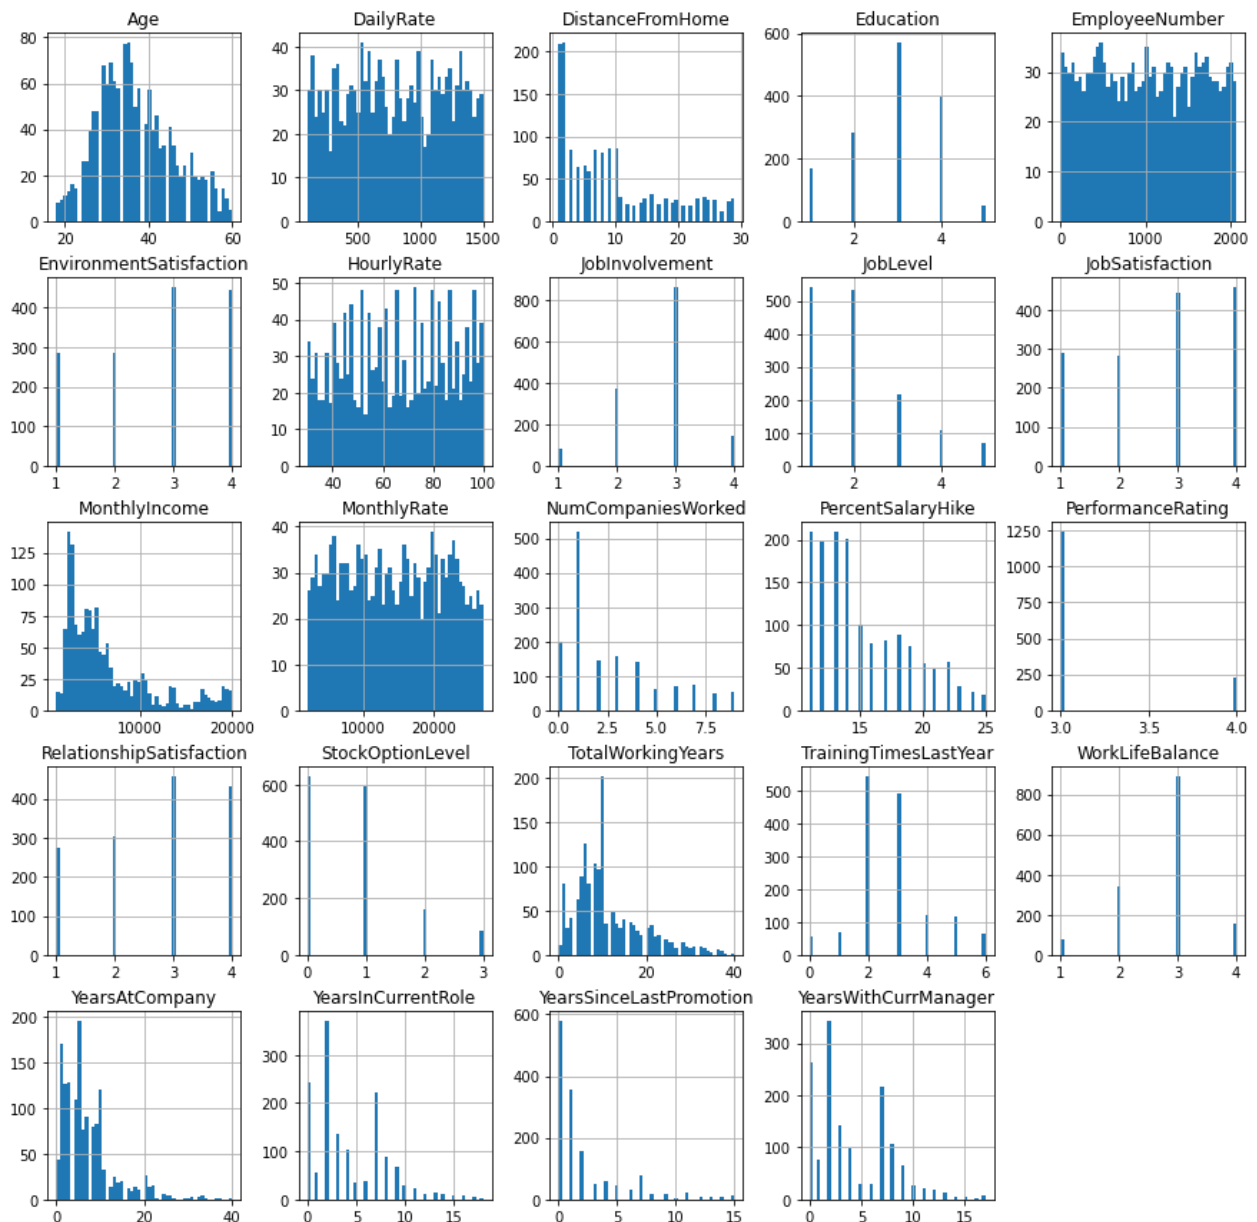 Age DailyRate DistanceFromHome Education EmployeeNumber
80 60 40 20 0 20 40 60
40 30 20 10 0 500 1000 1500
200 150 100 50 0 0 10 20 30
600 400 200 0 2 4
30 20 10 0 0 1000 2000
EnvironmentSatisfaction HourlyRate JobInvolvement JobLevel JobSatisfaction
400 300 200 100 0 1 2 3 4
50 40 30 20 10 0 40 60 80 100
800 600 400 200 0 1 2 3 4
500 400 300 200 100 0 2 4
400 300 200 100 0 1 2 3 4
MonthlyIncome MonthlyRate NumCompaniesWorked PercentSalaryHike PerformanceRating
125 100 75 50 25 0 10000 20000
40 30 20 10 0 10000 20000
500 400 300 200 100 0 0.0 2.5 5.0 7.5
200 150 100 50 0 15 20 25
1250 1000 750 500 250 0 3.0 3.5 4.0
RelationshipSatisfaction StockOptionLevel TotalWorkingYears TrainingTimesLastYear WorkLifeBalance
400 300 200 100 0 1 2 3 4
600 400 200 0 0 1 2 3
200 150 100 50 0 0 20 40
500 400 300 200 100 0 0 2 4 6
800 600 400 200 0 1 2 3 4
YearsAtCompany YearsInCurrentRole YearsSinceLastPromotion YearsWithCurrManager
200 150 100 50 0 0 20 40
300 200 100 0 0 5 10 15
600 400 200 0 0 5 10 15
300 200 100 0 0 5 10 15